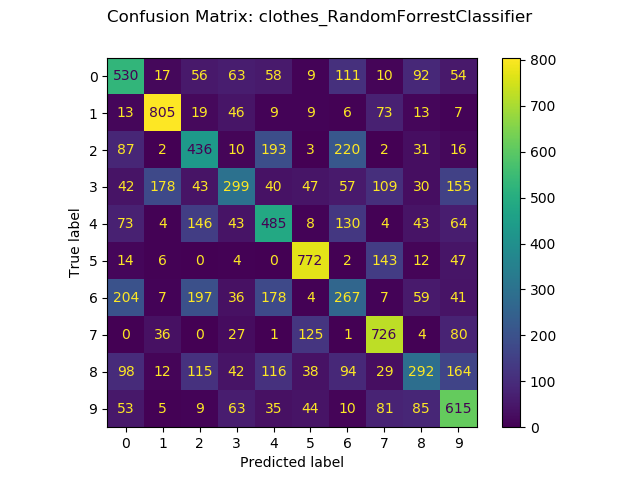 Confusion Matrix: clothes_RandomForrestClassifier
800
700
600
500
400
300
200
100
0
True label
0 530 17 56 63 58 9 111 10 92 54
1 13 805 19 46 9 9 6 73 13 7
2 87 2 436 10 193 3 220 2 31 16
3 42 178 43 299 40 47 57 109 30 155
4 73 4 146 43 485 8 130 4 43 64
5 14 6 0 4 0 772 2 143 12 47
6 204 7 197 36 178 4 267 7 59 41
7 0 36 0 27 1 125 1 726 4 80
8 98 12 115 42 116 38 94 29 292 164
9 53 5 9 63 35 44 10 81 85 615
0 1 2 3 4 5 6 7 8 9
Predicted label